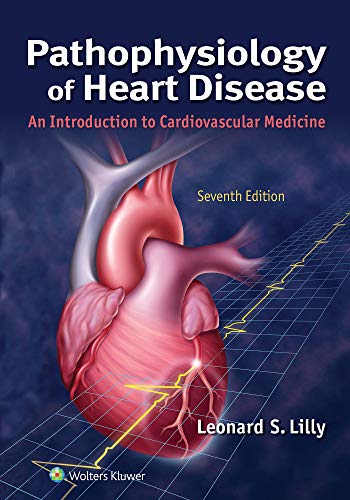 Pathophysiology
of Heart Disease
An Introduction to Cardiovascular Medicine
Seventh Edition
Leonard S. Lilly
Wolters Kluwer